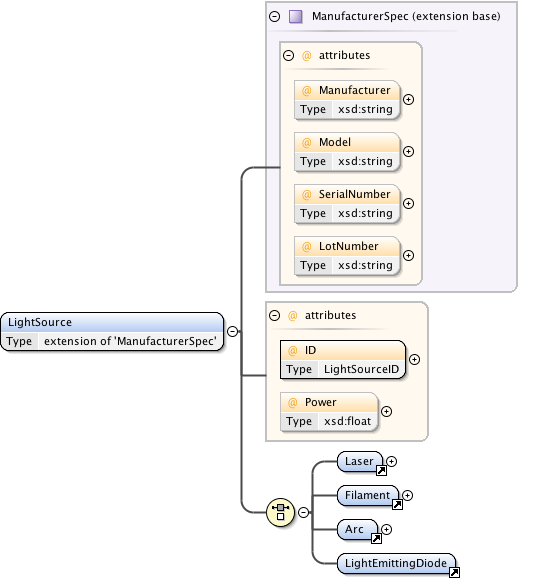 ManufacturerSpec (extension base)
@ attributes
@ Manufacturer
Type xsd:string
@ Model
Type xsd:string
@ SerialNumber
Type xsd:string
@ LotNumber
Type xsd:string
LightSource
Type extension of 'ManufacturerSpec'
@ attributes
@ ID
Type LightSourceID
@ Power
Type xsd:float
Laser
Filament
Arc
LightEmittingDiode